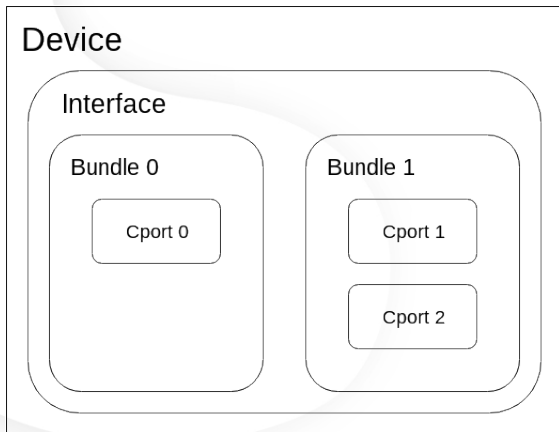 Device
Interface
Bundle 0
Cport 0
Bundle 1
Cport 1
Cport 2